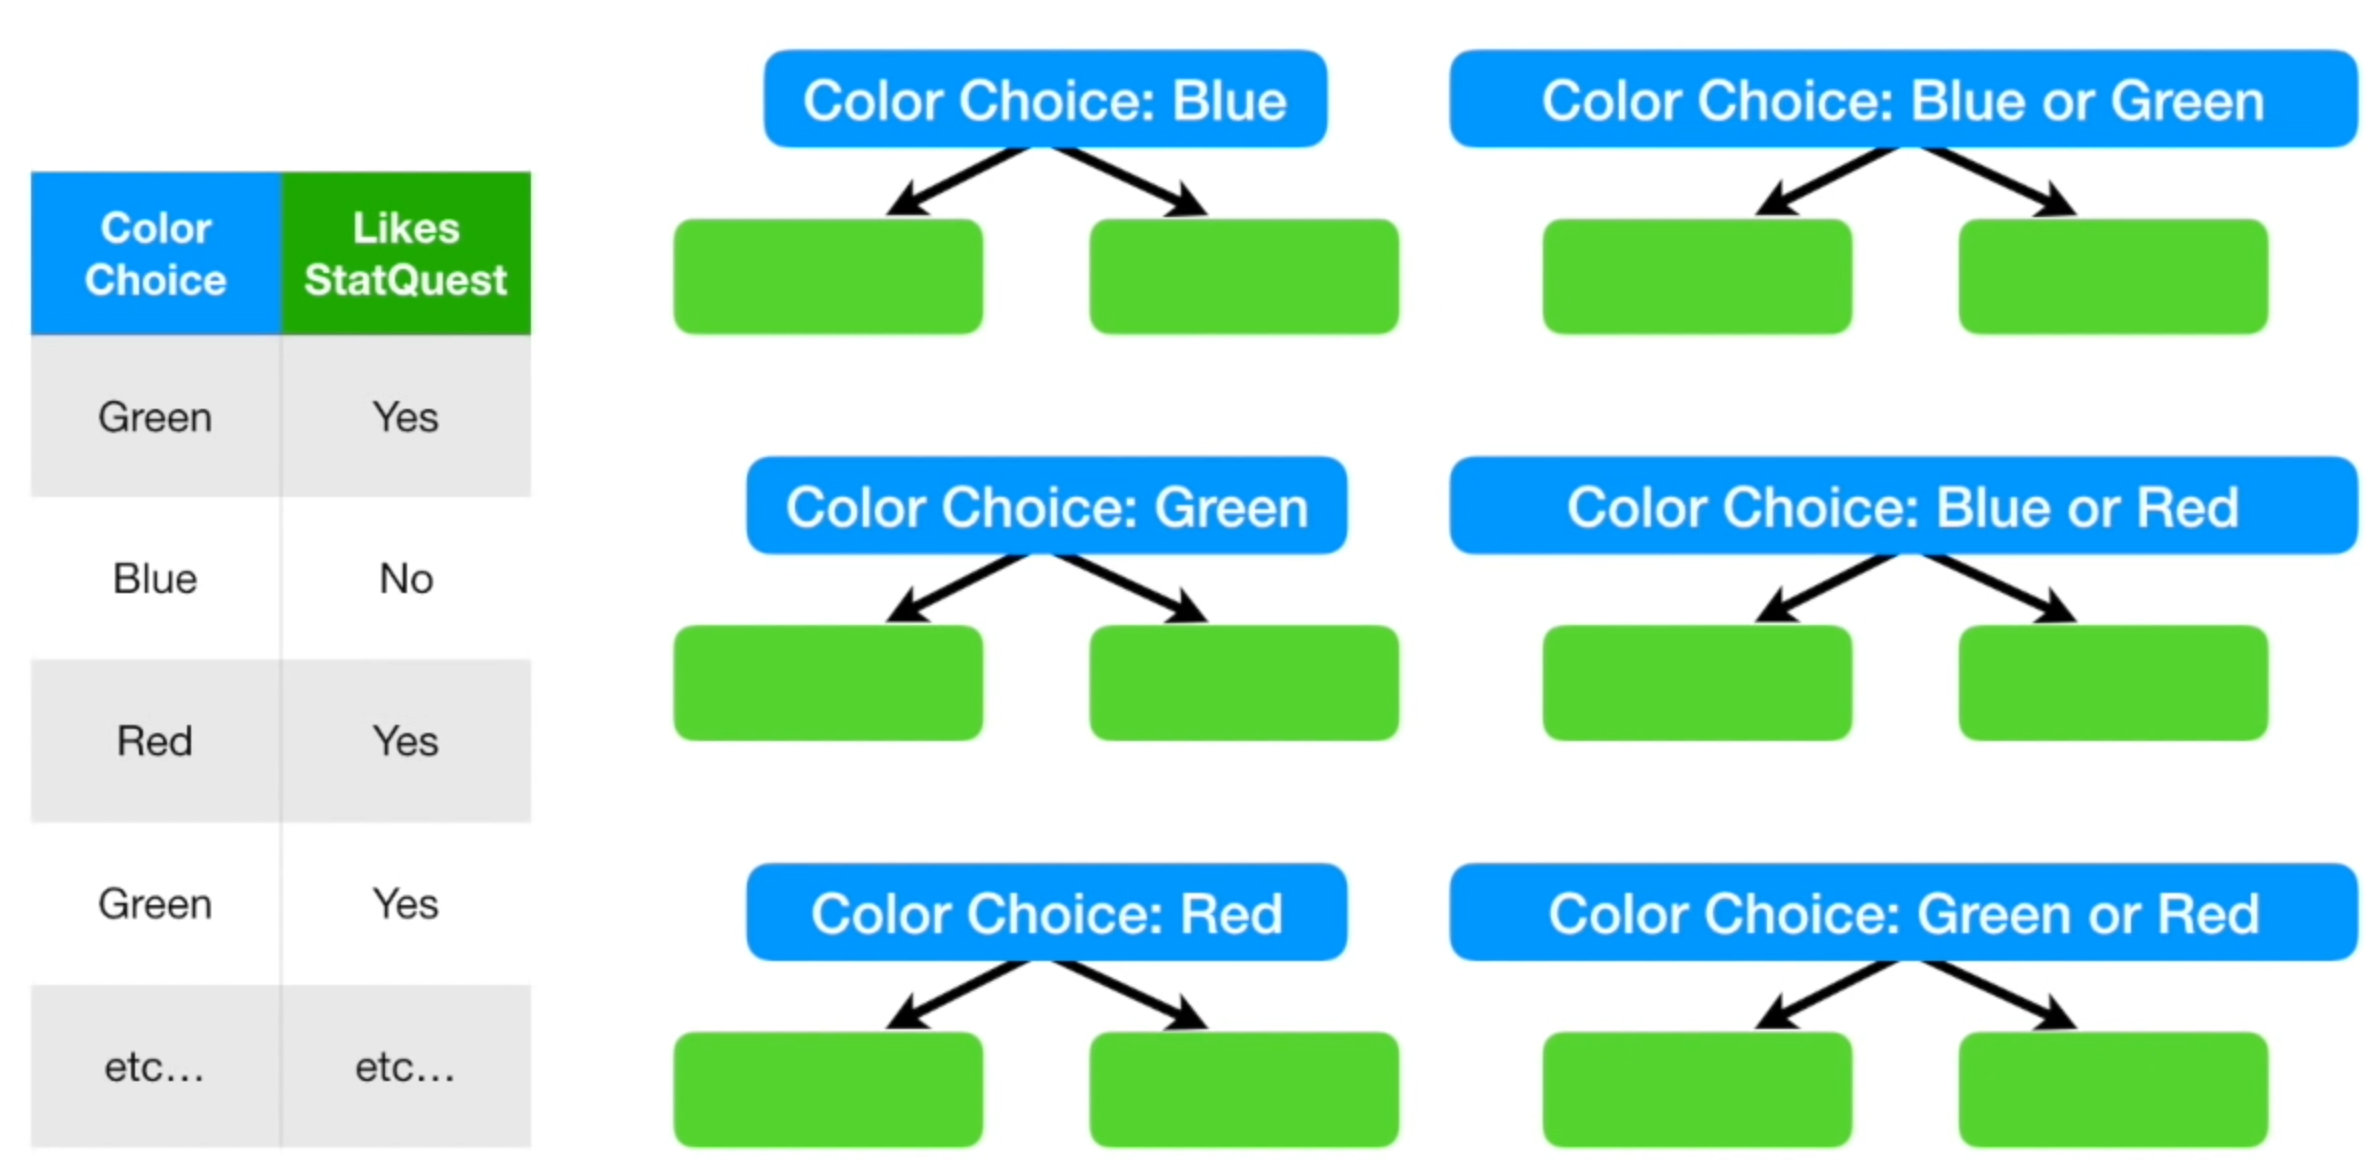 Color Choice
Likes StatQuest
Green Yes
Blue No
Red Yes
Green Yes
etc… etc…
Color Choice: Blue
Color Choice: Blue or Green
Color Choice: Green
Color Choice: Blue or Red
Color Choice: Red
Color Choice: Green or Red